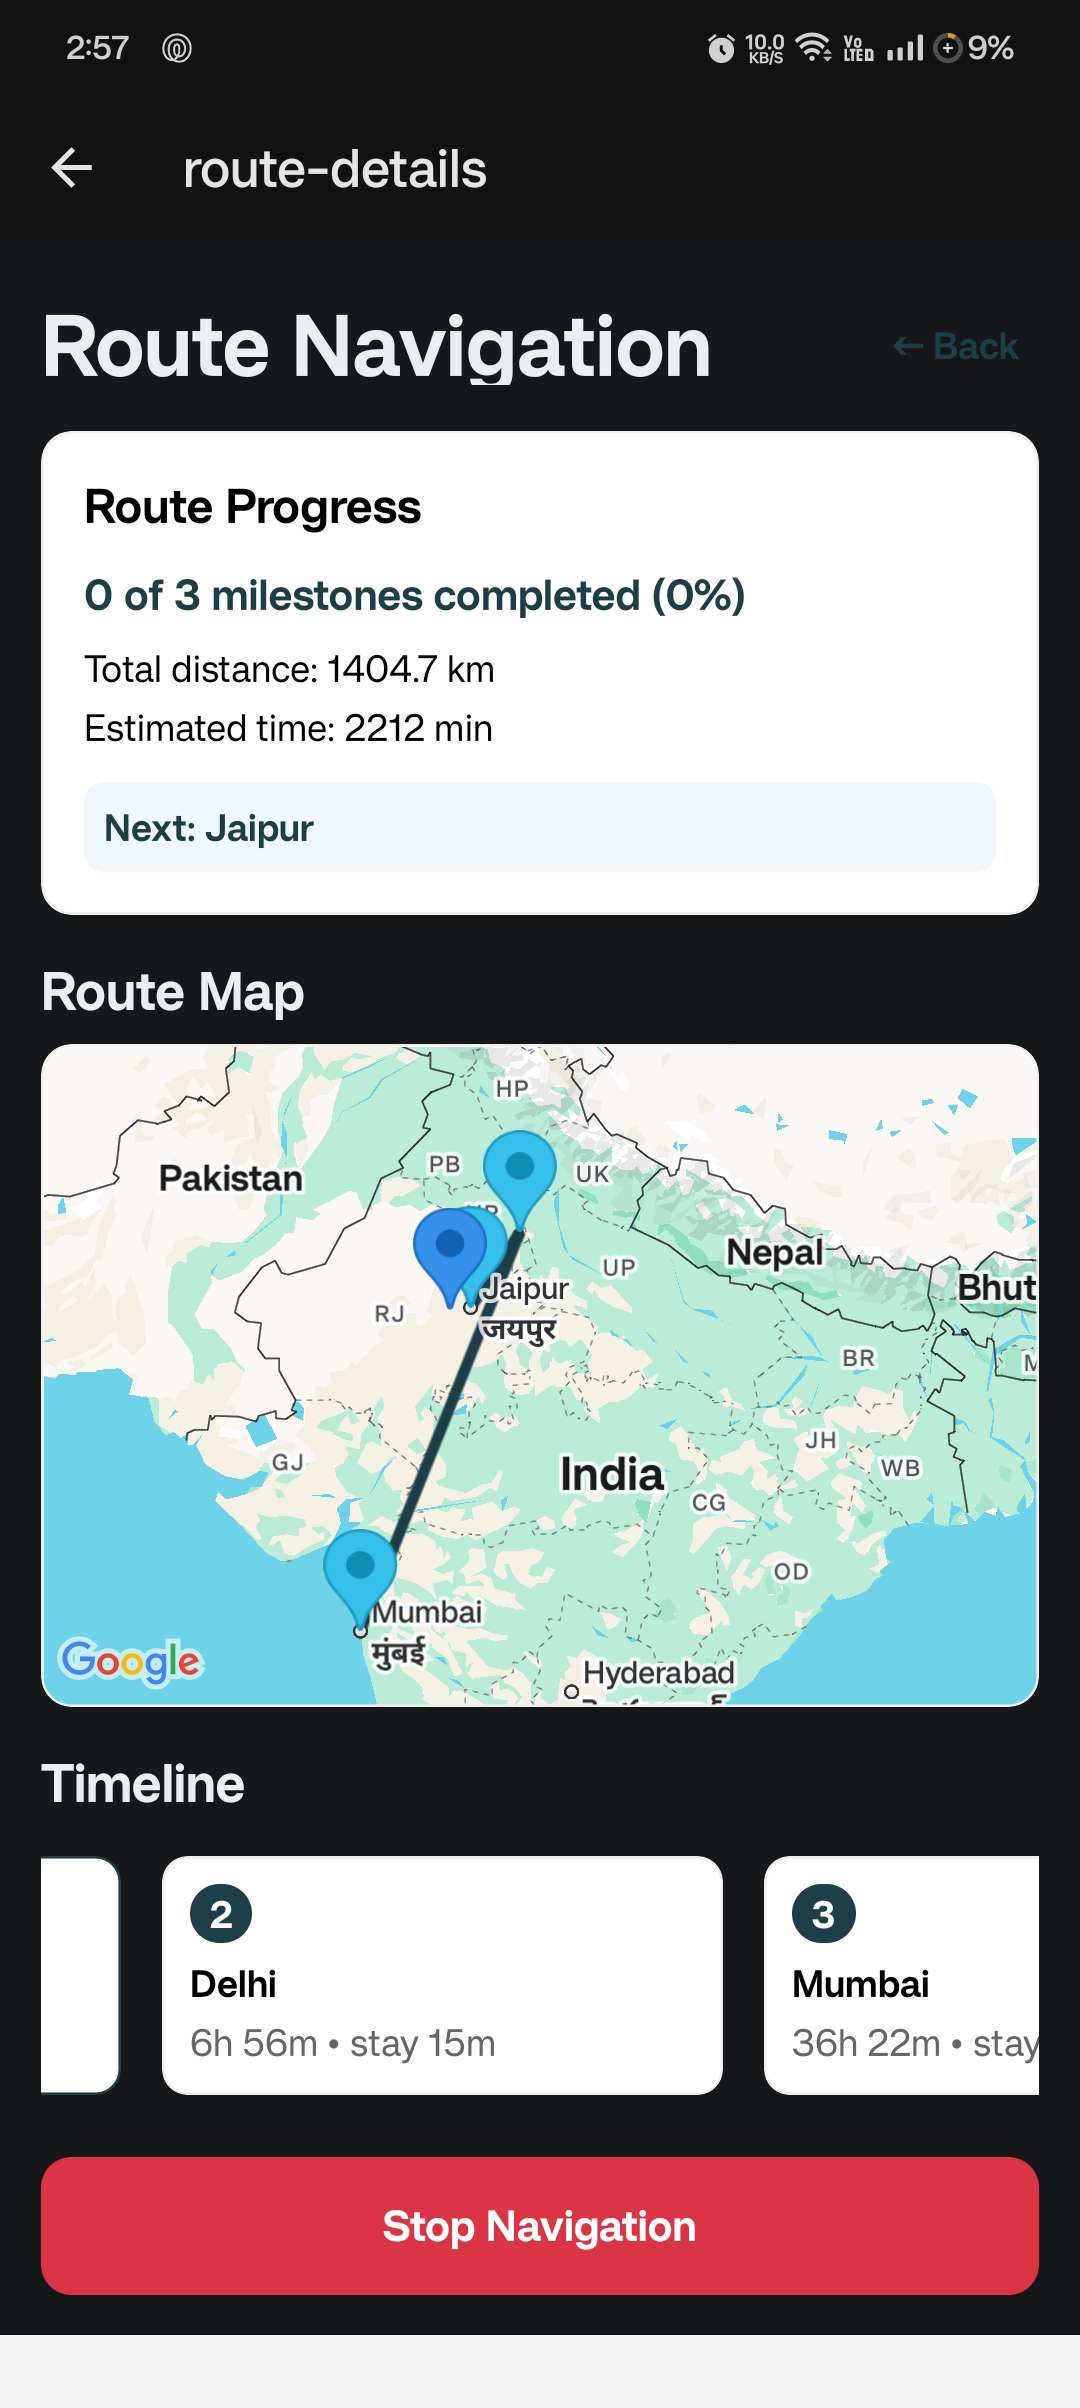 2:57
10.0 KB/S
Vo LTED
9%
route-details
Route Navigation
← Back
Route Progress
0 of 3 milestones completed (0%)
Total distance: 1404.7 km
Estimated time: 2212 min
Next: Jaipur
Route Map
HP
PB
UK
Pakistan
Nepal
UP
Bhut
Jaipur
जयपुर
RJ
BR
JH
GJ
India
WB
CG
OD
Mumbai
मुंबई
Google
Hyderabad
Timeline
2
Delhi
6h 56m • stay 15m
3
Mumbai
36h 22m • stay
Stop Navigation